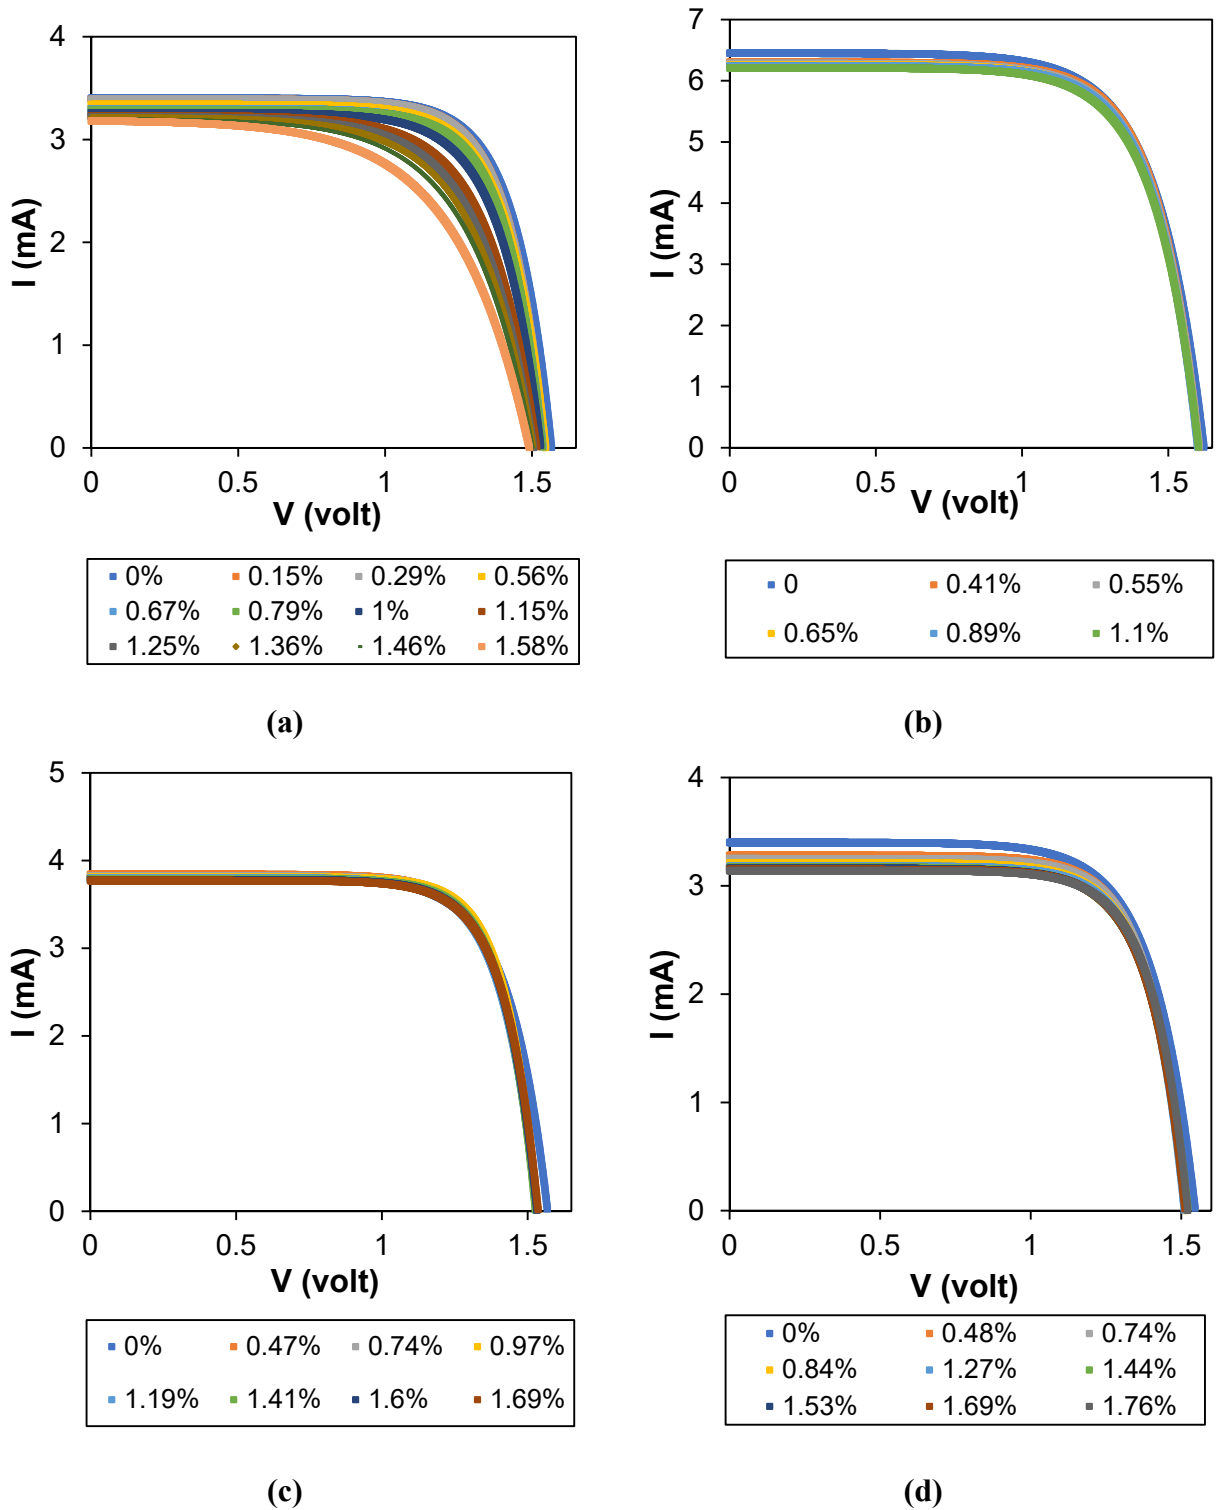 4
3
2
1
0
I (mA)
0 0.5 1 1.5
V (volt)
0% 0.15% 0.29% 0.56%
0.67% 0.79% 1% 1.15%
1.25% 1.36% 1.46% 1.58%
(a)
7
6
5
4
3
2
1
0
I (mA)
0 0.5 1 1.5
V (volt)
0 0.41% 0.55%
0.65% 0.89% 1.1%
(b)
5
4
3
2
1
0
I (mA)
0 0.5 1 1.5
V (volt)
0% 0.47% 0.74% 0.97%
1.19% 1.41% 1.6% 1.69%
(c)
4
3
2
1
0
I (mA)
0 0.5 1 1.5
V (volt)
0% 0.48% 0.74%
0.84% 1.27% 1.44%
1.53% 1.69% 1.76%
(d)